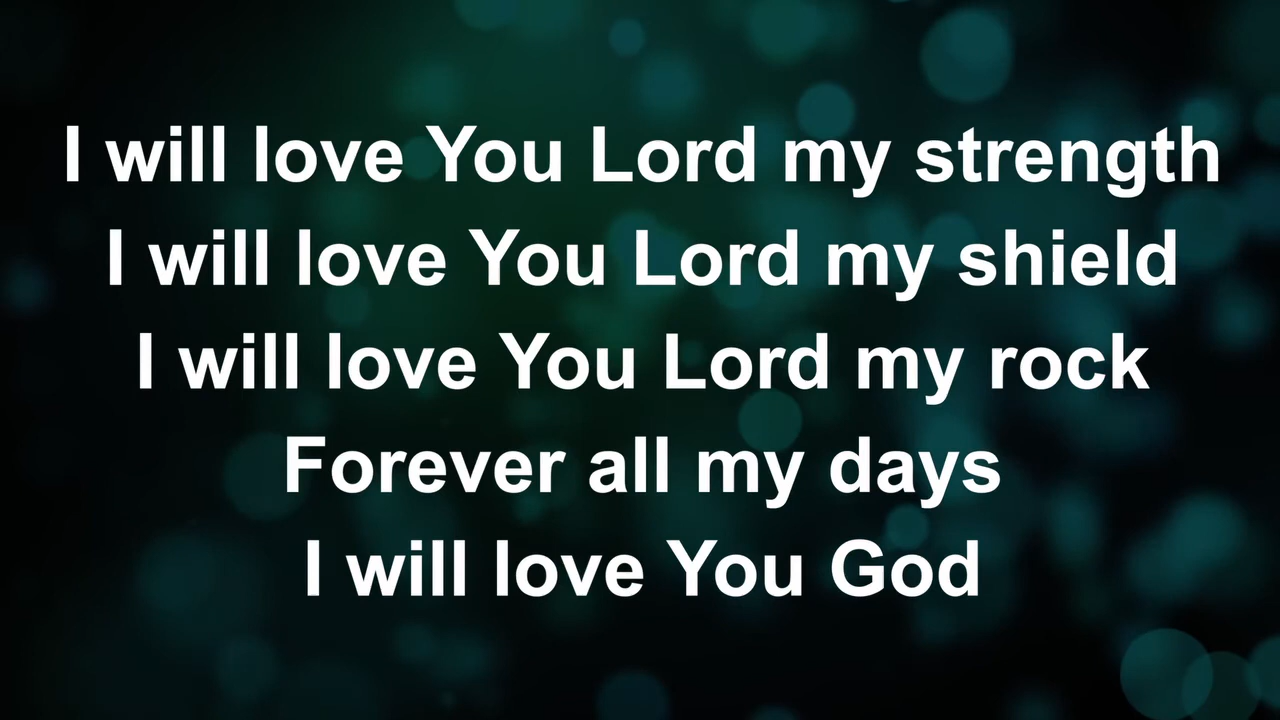 I will love You Lord my strength
I will love You Lord my shield
I will love You Lord my rock
Forever all my days
I will love You God